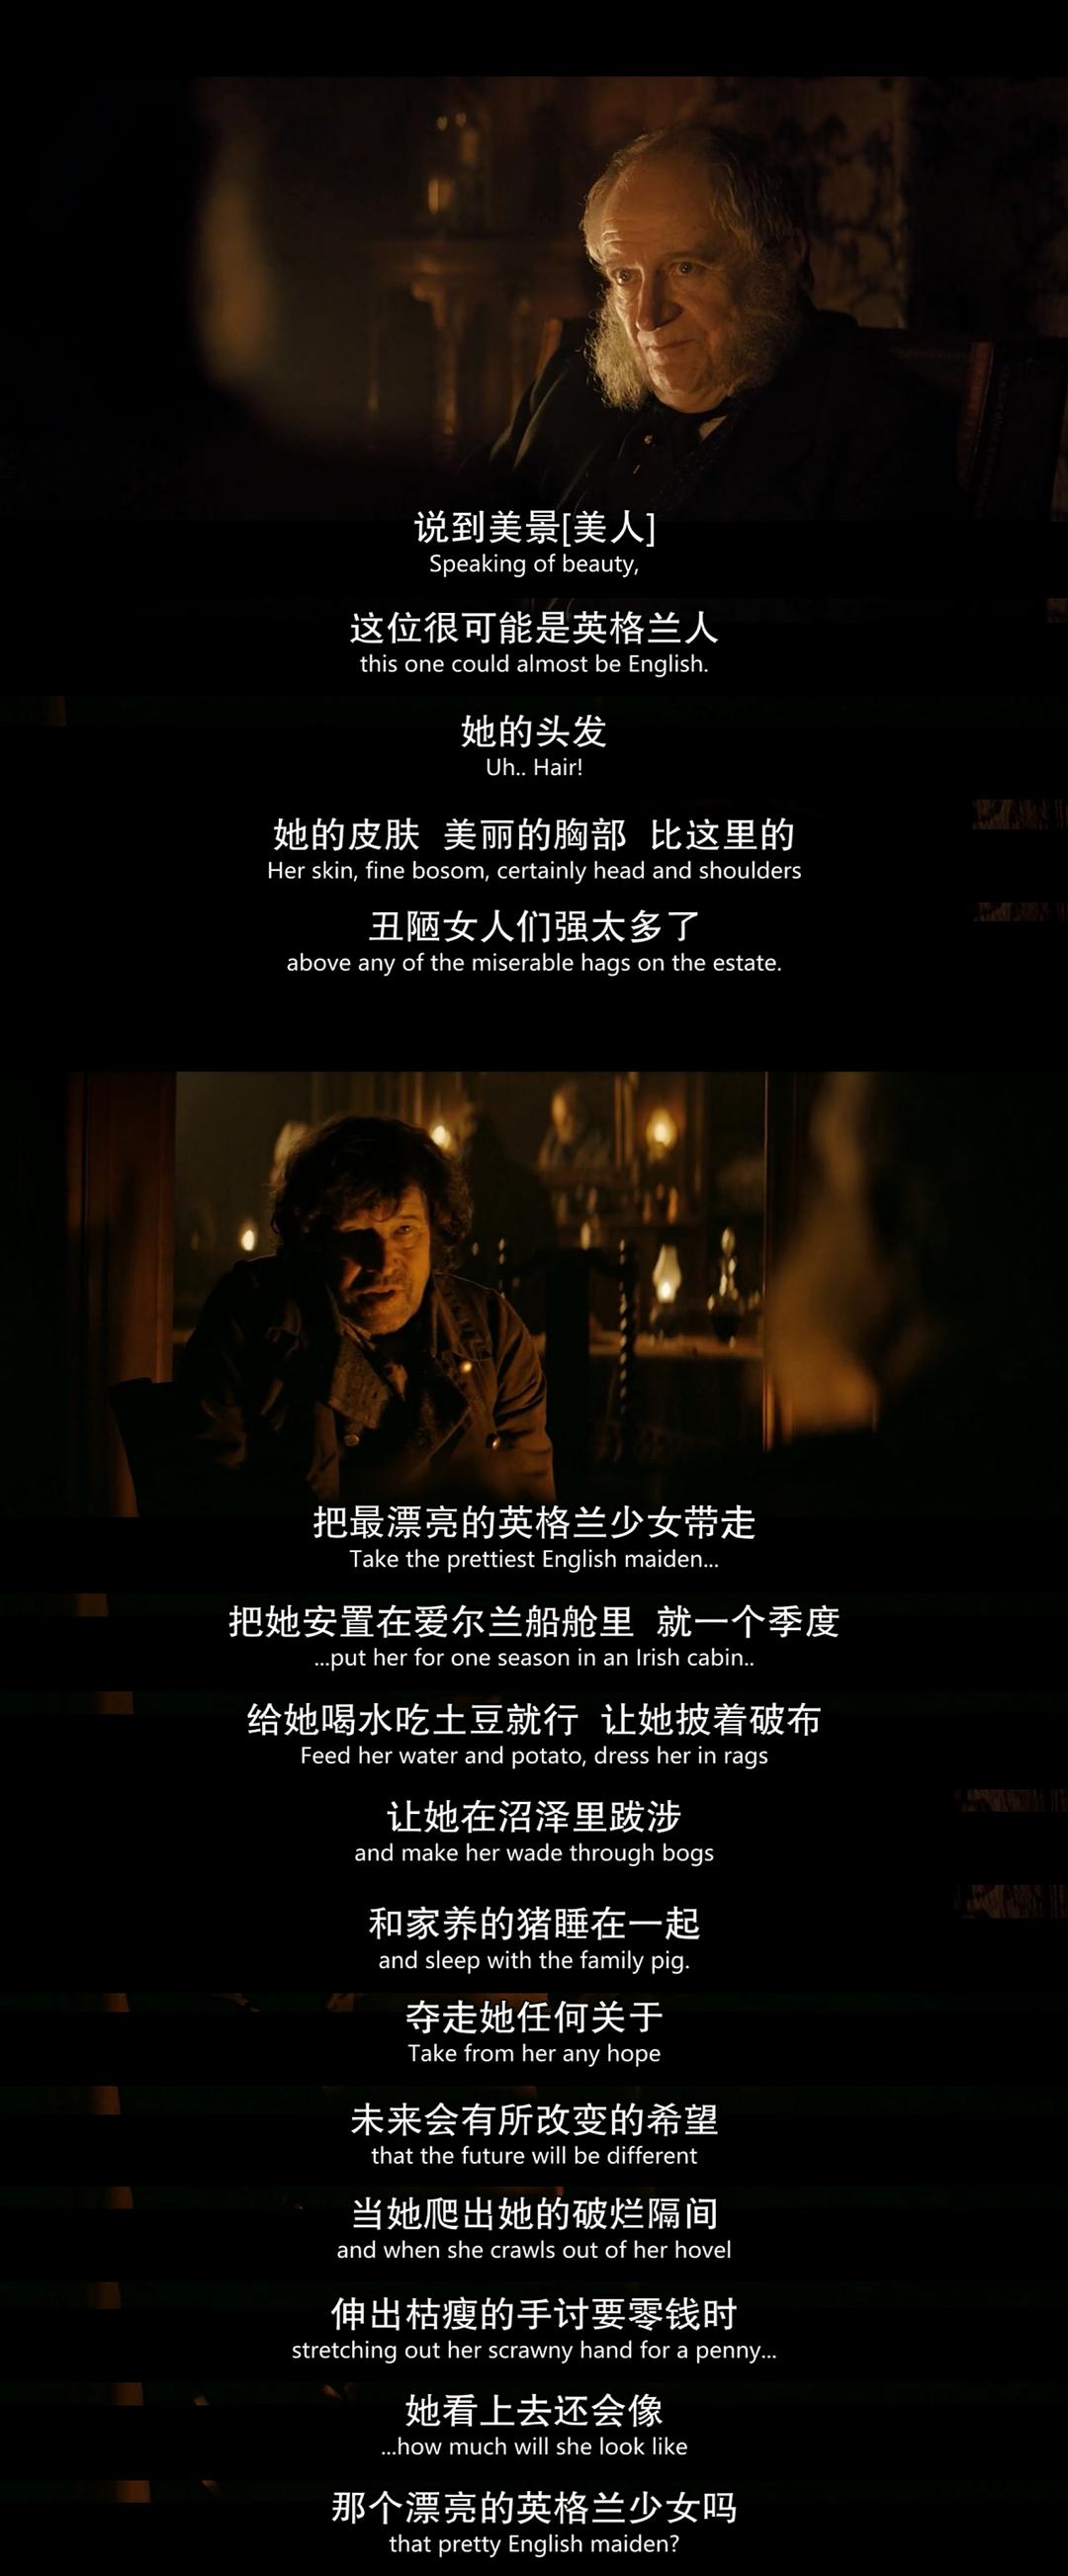 说到美景[美人]
Speaking of beauty,
这位很可能是英格兰人
this one could almost be English.
她的头发
Uh.. Hair!
她的皮肤 美丽的胸部 比这里的
Her skin, fine bosom, certainly head and shoulders
丑陋女人们强太多了
above any of the miserable hags on the estate.
把最漂亮的英格兰少女带走
Take the prettiest English maiden...
把她安置在爱尔兰船舱里 就一个季度
...put her for one season in an Irish cabin..
给她喝水吃土豆就行 让她披着破布
Feed her water and potato, dress her in rags
让她在沼泽里跋涉
and make her wade through bogs
和家养的猪睡在一起
and sleep with the family pig.
夺走她任何关于
Take from her any hope
未来会有所改变的希望
that the future will be different
当她爬出她的破烂隔间
and when she crawls out of her hovel
伸出枯瘦的手讨要零钱时
stretching out her scrawny hand for a penny...
她看上去还会像
...how much will she look like
那个漂亮的英格兰少女吗
that pretty English maiden?